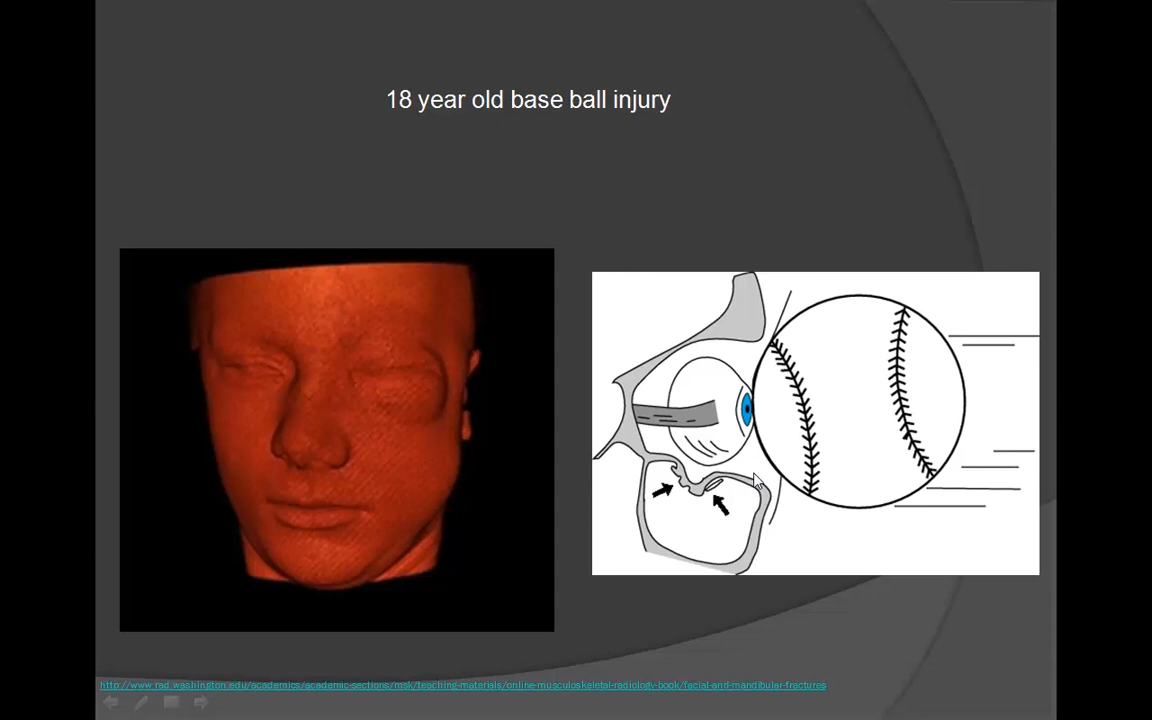 18 year old base ball injury
http://www.rad.washington.edu/academics/academic-sections/msk/teaching-materials/online-musculoskeletal-radiology-book/facial-and-mandibular-fractures